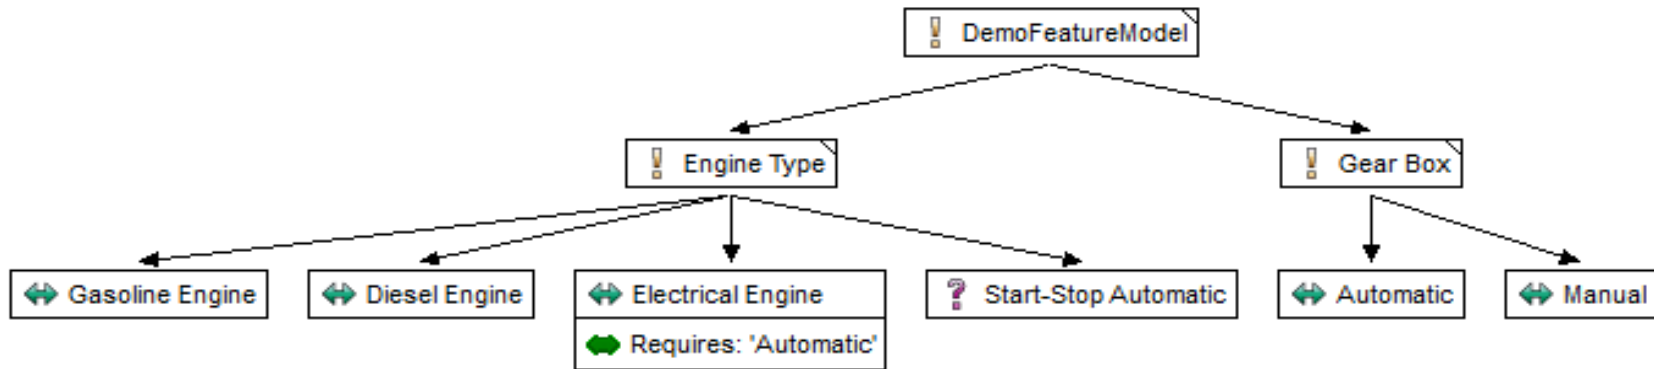 DemoFeatureModel
Engine Type
Gear Box
Gasoline Engine
Diesel Engine
Electrical Engine
Start-Stop Automatic
Automatic
Manual
Requires: 'Automatic'